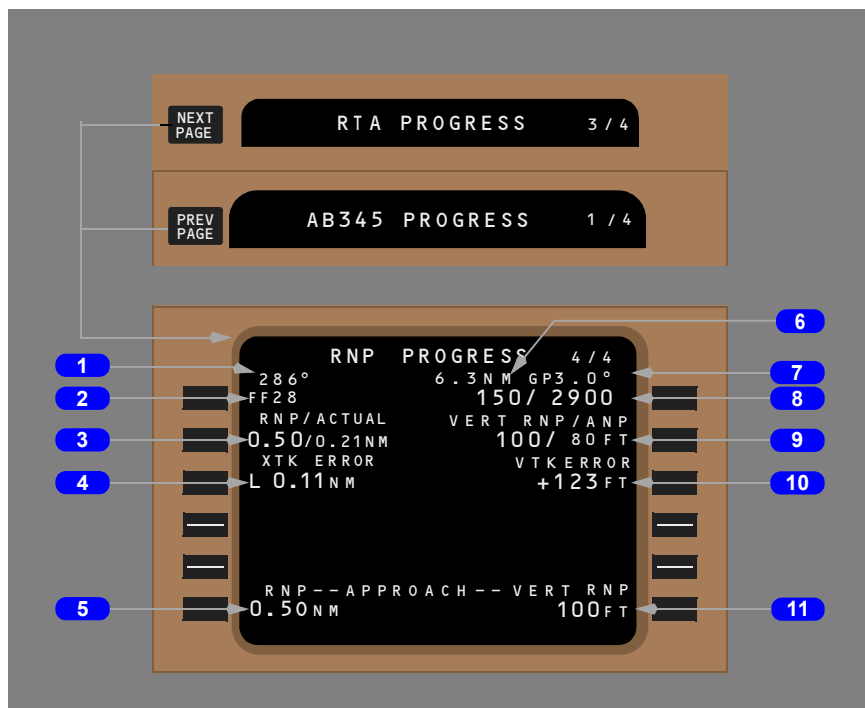 NEXT
PAGE
RTA PROGRESS 3/4
PREV
PAGE
AB345 PROGRESS 1/4
6
RNP PROGRESS 4/4
1
286° 6.3NM GP3.0°
7
2
FF28 150/ 2900
8
RNP/ACTUAL VERT RNP/ANP
3
0.50/0.21NM 100/ 80FT
9
XTK ERROR VTKERROR
4
L 0.11NM +123FT
10
RNP--APPROACH--VERT RNP
5
0.50NM 100FT
11